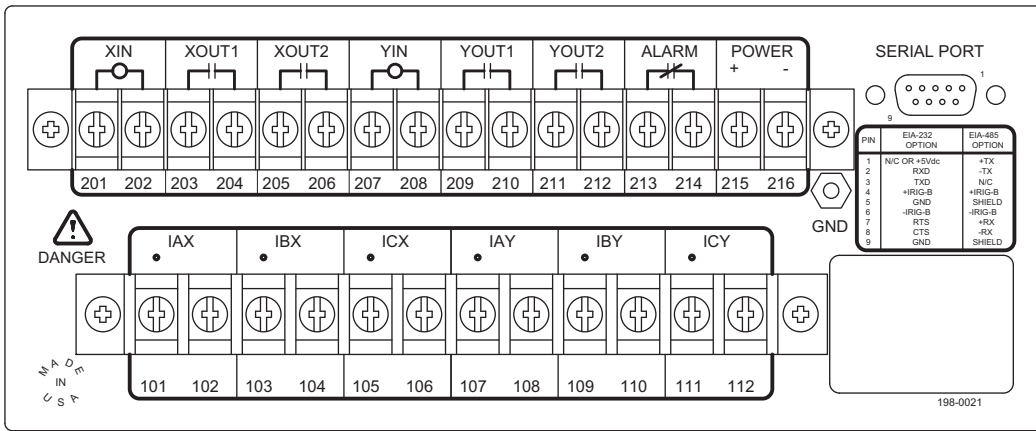 XIN XOUT1 XOUT2 YIN YOUT1 YOUT2 ALARM POWER
+ -
201 202 203 204 205 206 207 208 209 210 211 212 213 214 215 216
SERIAL PORT
1
9
PIN EIA-232 OPTION EIA-485 OPTION
1 N/C OR +5Vdc +TX
2 RXD -TX
3 TXD N/C
4 +IRIG-B +IRIG-B
5 GND SHIELD
6 -IRIG-B -IRIG-B
7 RTS +RX
8 CTS -RX
9 GND SHIELD
GND
DANGER
IAX IBX ICX IAY IBY ICY
101 102 103 104 105 106 107 108 109 110 111 112
MADE
IN
USA
198-0021